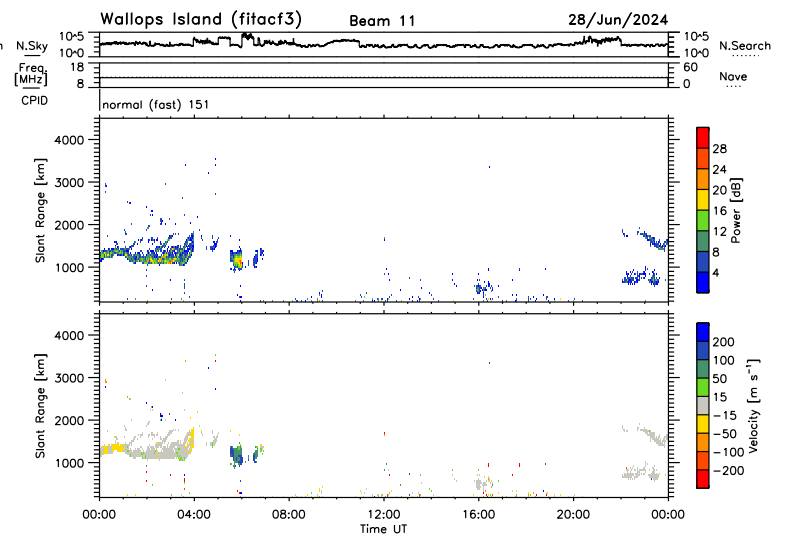 Wallops Island (fitacf3) Beam 11 28/Jun/2024
n N.Sky 10^5 10^0 10^5 10^0 N.Search
Freq. [MHz] 18 8 60 0 Nave
CPID normal (fast) 151
Slant Range [km] 4000 3000 2000 1000
28 24 20 16 12 8 4 Power [dB]
Slant Range [km] 4000 3000 2000 1000
200 100 50 15 −15 −50 −100 −200 Velocity [m s⁻¹]
00:00 04:00 08:00 12:00 16:00 20:00 00:00
Time UT